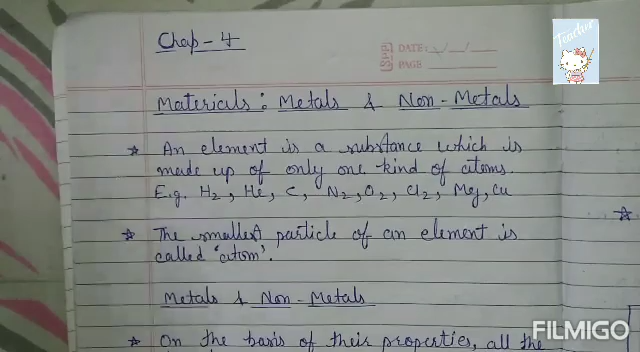 Chap - 4
DATE: / /
PAGE
Teacher
Materials: Metals & Non-Metals
* An element is a substance which is
made up of only one kind of atoms.
E.g. H2, He, C, N2, O2, Cl2, Mg, Cu
* The smallest particle of an element is
called 'atom'.
Metals & Non-Metals
* On the basis of their properties, all the
FILMIGO